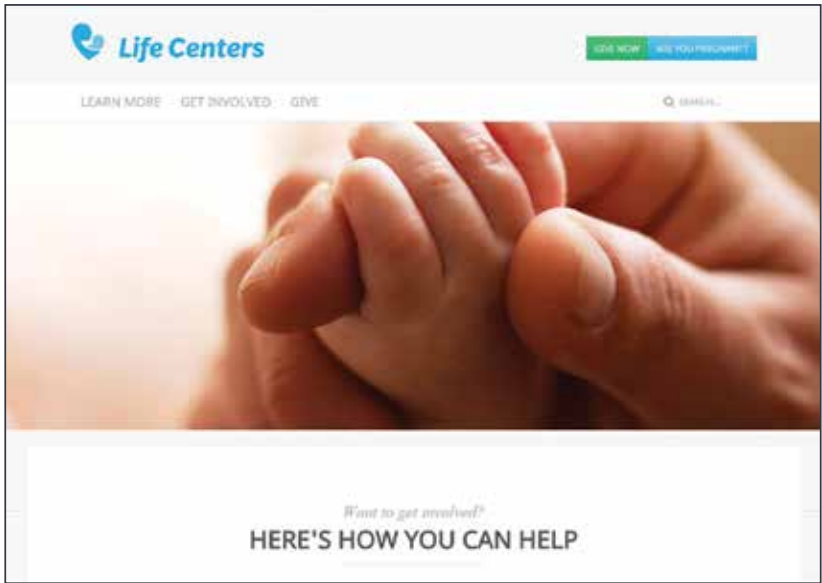 Life Centers
GIVE NOW ARE YOU PREGNANT?
LEARN MORE GET INVOLVED GIVE
SEARCH...
Want to get involved?
HERE'S HOW YOU CAN HELP